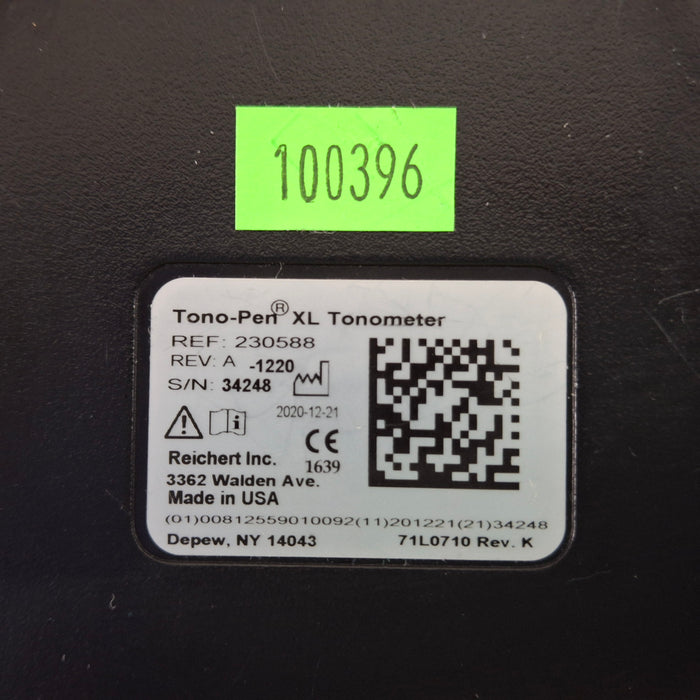 100396
Tono-Pen® XL Tonometer
REF: 230588
REV: A -1220
S/N: 34248
2020-12-21
CE
1639
Reichert Inc.
3362 Walden Ave.
Made in USA
(01)00812559010092(11)201221(21)34248
Depew, NY 14043 71L0710 Rev. K